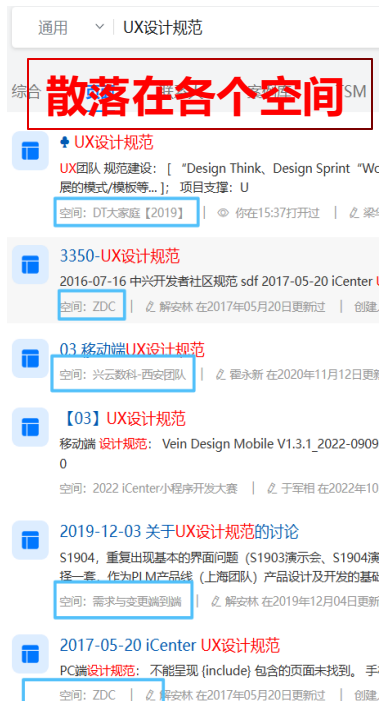 通用 UX设计规范
综合
散落在各个空间
SM
♣ UX设计规范
UX团队 规范建设: [ “Design Think、Design Sprint “Wo
展的模式/模板等... ]; 项目支撑: U
空间: DT大家庭【2019】 | 你在15:37打开过 |
3350-UX设计规范
2016-07-16 中兴开发者社区规范 sdf 2017-05-20 iCenter
空间: ZDC | 解安林 在2017年05月20日更新过 | 创建
03 移动端UX设计规范
空间: 兴云数科-西安团队 | 霍永新 在2020年11月12日更新
【03】UX设计规范
移动端 设计规范: Vein Design Mobile V1.3.1_2022-0909
0
空间: 2022 iCenter小程序开发大赛 | 于军相 在2022年10
2019-12-03 关于UX设计规范的讨论
S1904, 重复出现基本的界面问题 (S1903演示会、S1904演
择一套, 作为PLM产品线 (上海团队) 产品设计及开发的基础
空间: 需求与变更端到端 | 解安林 在2019年12月04日更新
2017-05-20 iCenter UX设计规范
PC端设计规范: 不能呈现 {include} 包含的页面未找到。 手
空间: ZDC | 解安林 在2017年05月20日更新过 | 创建